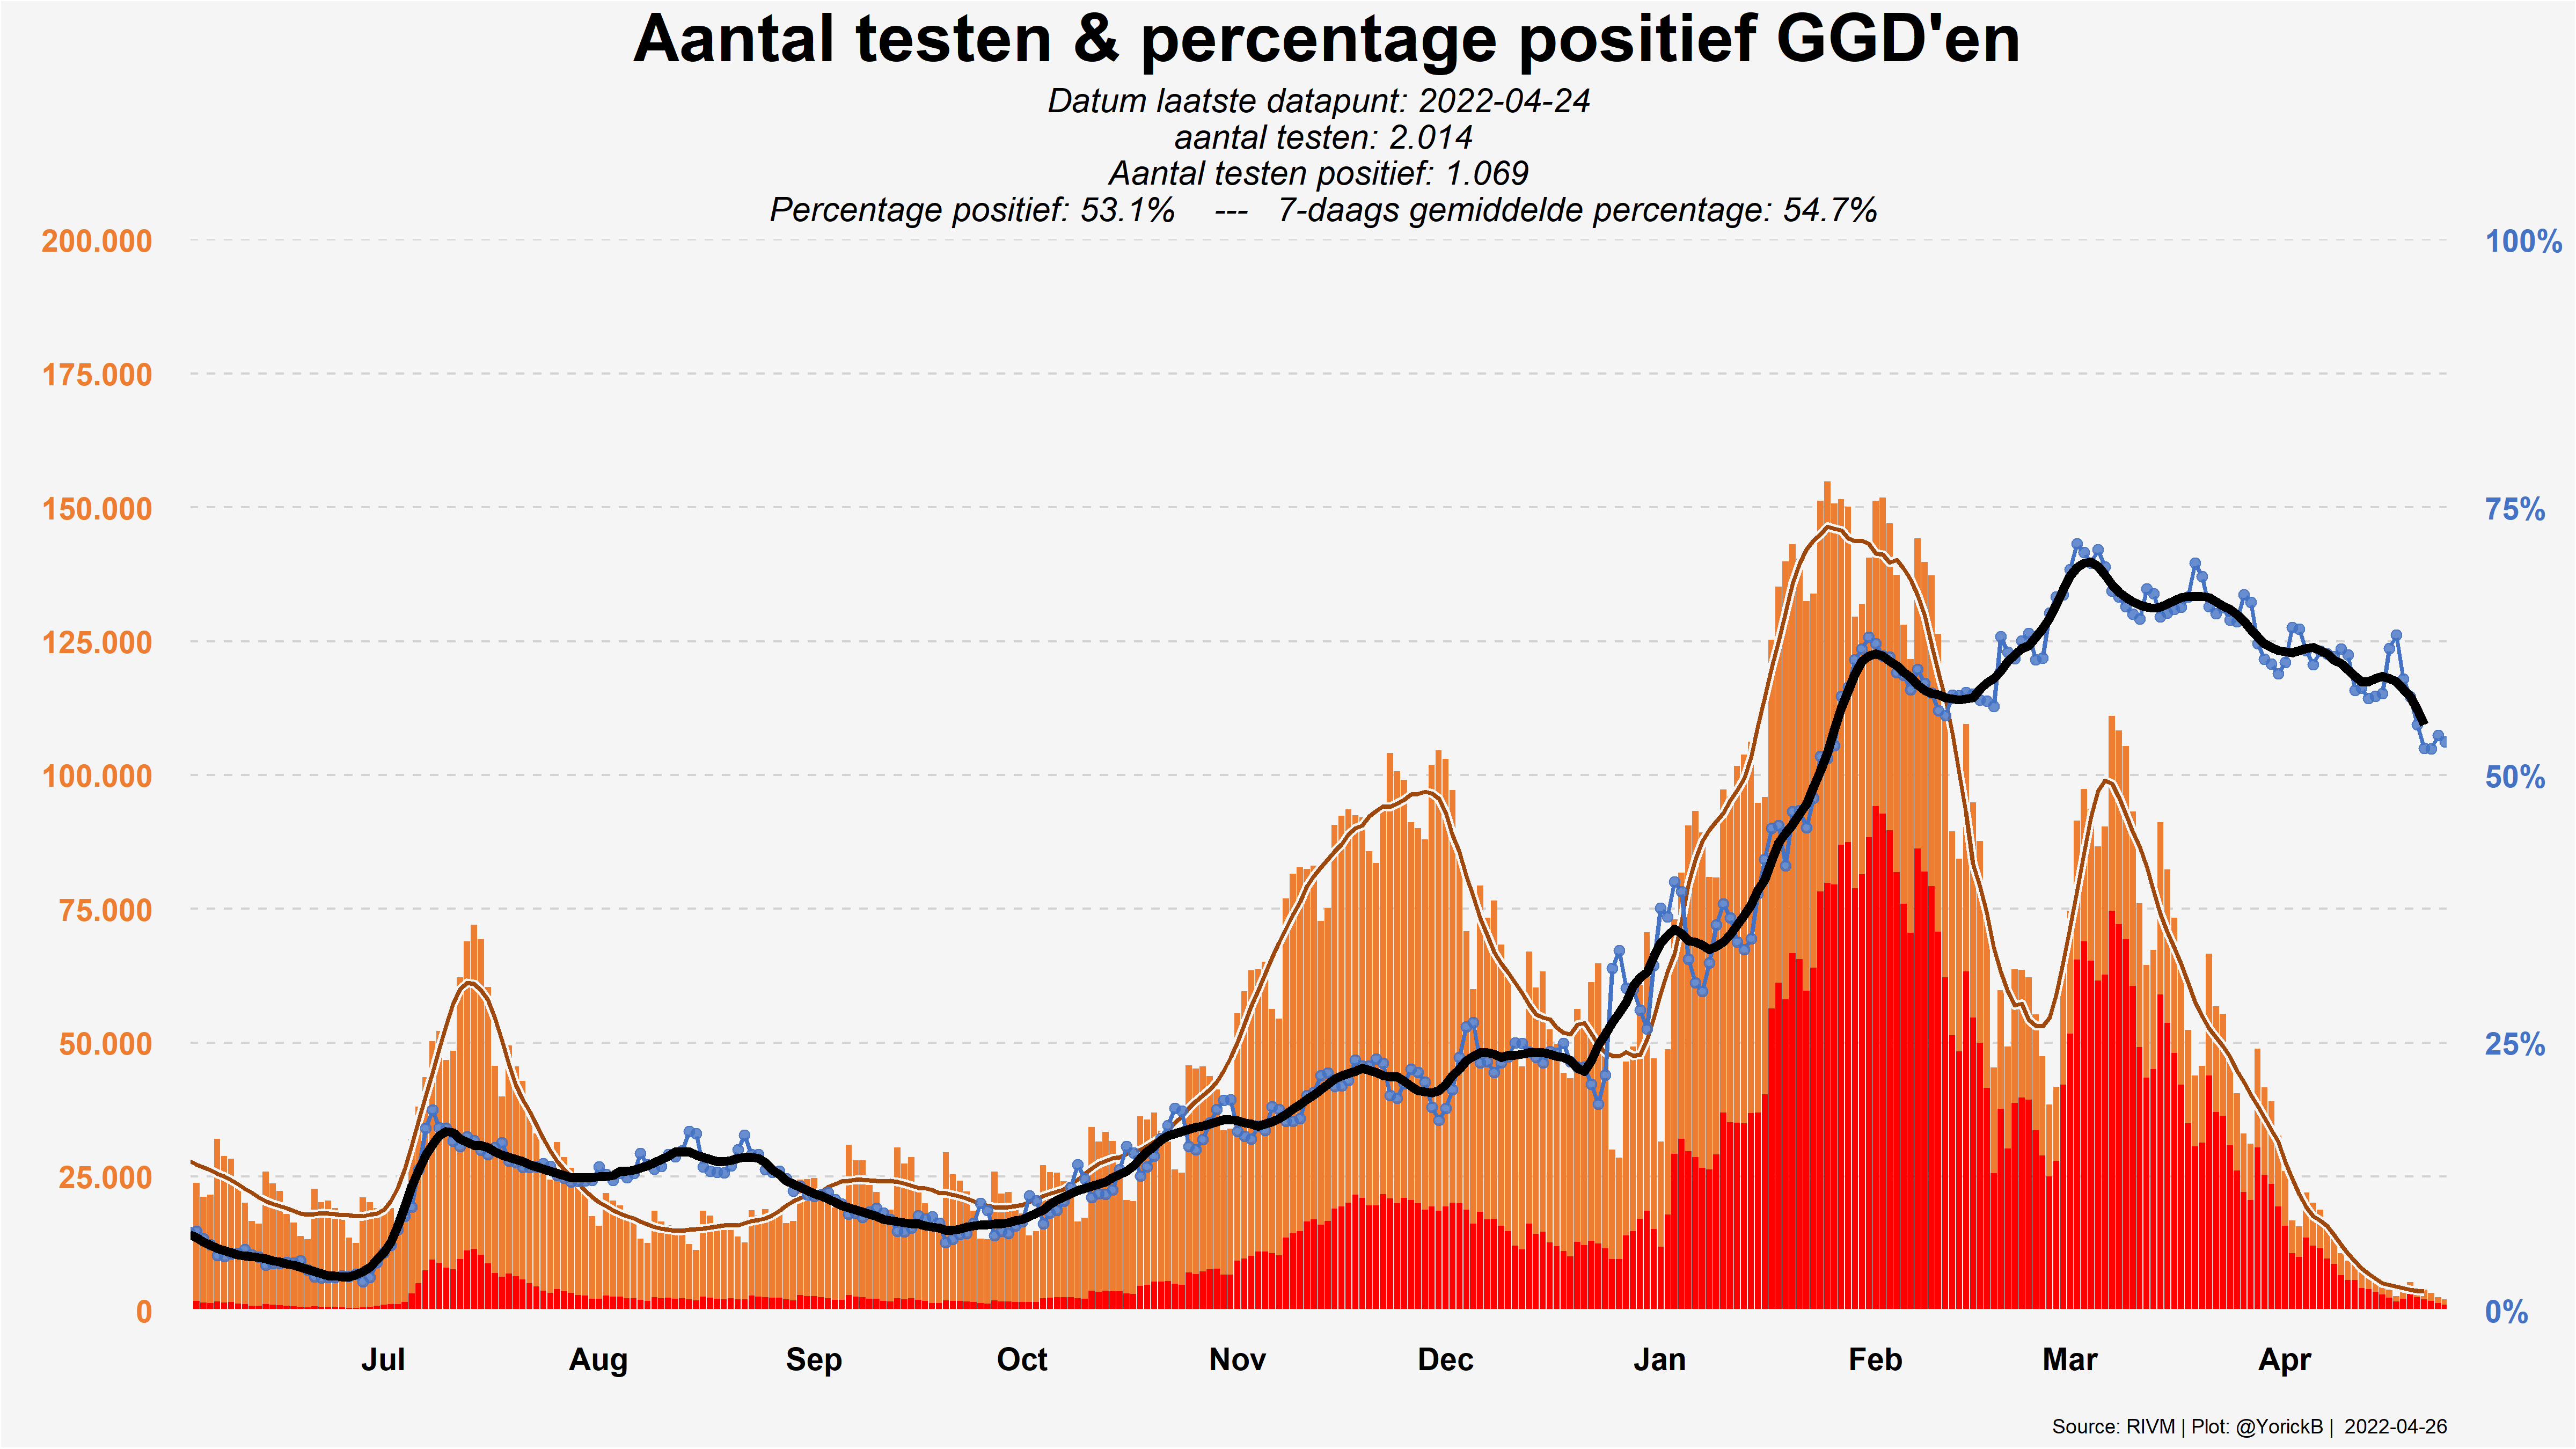 Aantal testen & percentage positief GGD'en
Datum laatste datapunt: 2022-04-24
aantal testen: 2.014
Aantal testen positief: 1.069
Percentage positief: 53.1% --- 7-daags gemiddelde percentage: 54.7%
200.000
175.000
150.000
125.000
100.000
75.000
50.000
25.000
0
100%
75%
50%
25%
0%
Jul Aug Sep Oct Nov Dec Jan Feb Mar Apr
Source: RIVM | Plot: @YorickB | 2022-04-26